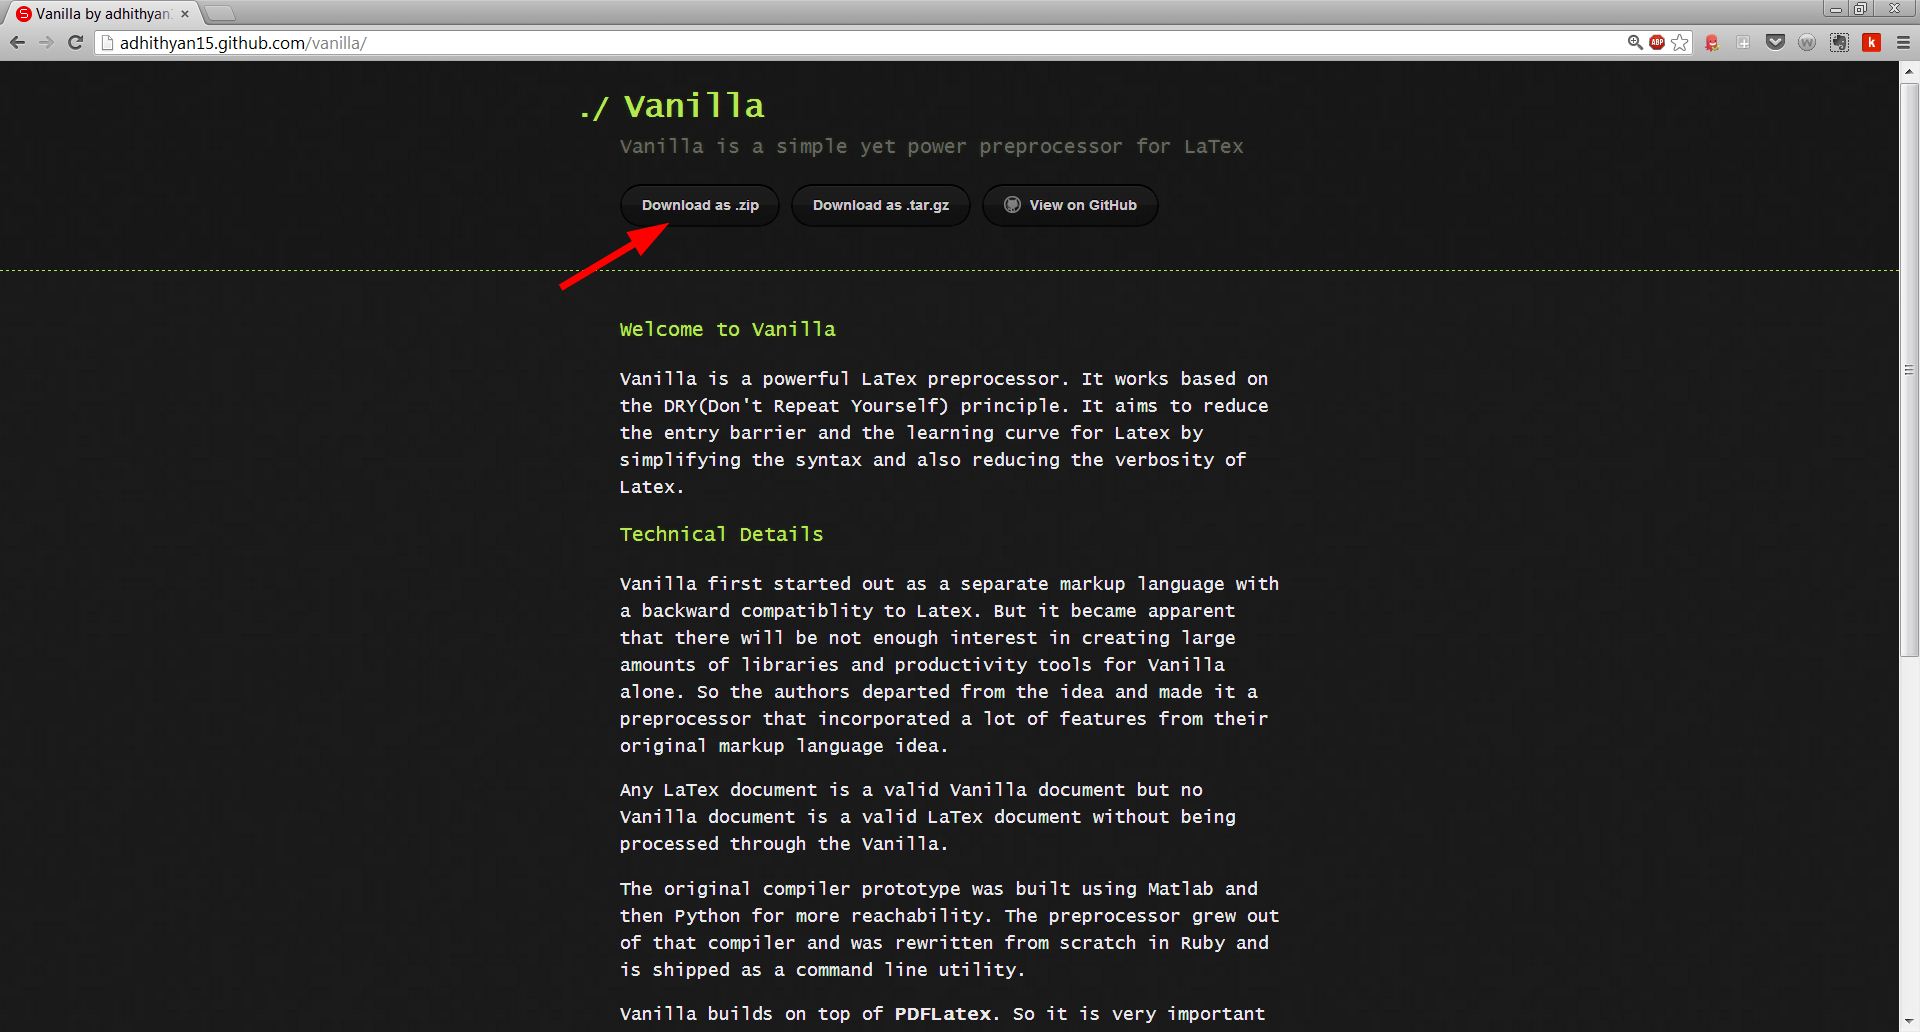 Vanilla by adhithyan
adhithyan15.github.com/vanilla/
ABP
./ Vanilla
Vanilla is a simple yet power preprocessor for LaTex
Download as .zip
Download as .tar.gz
View on GitHub
Welcome to Vanilla
Vanilla is a powerful LaTex preprocessor. It works based on
the DRY(Don't Repeat Yourself) principle. It aims to reduce
the entry barrier and the learning curve for Latex by
simplifying the syntax and also reducing the verbosity of
Latex.
Technical Details
Vanilla first started out as a separate markup language with
a backward compatiblity to Latex. But it became apparent
that there will be not enough interest in creating large
amounts of libraries and productivity tools for Vanilla
alone. So the authors departed from the idea and made it a
preprocessor that incorporated a lot of features from their
original markup language idea.
Any LaTex document is a valid Vanilla document but no
Vanilla document is a valid LaTex document without being
processed through the Vanilla.
The original compiler prototype was built using Matlab and
then Python for more reachability. The preprocessor grew out
of that compiler and was rewritten from scratch in Ruby and
is shipped as a command line utility.
Vanilla builds on top of PDFLatex. So it is very important